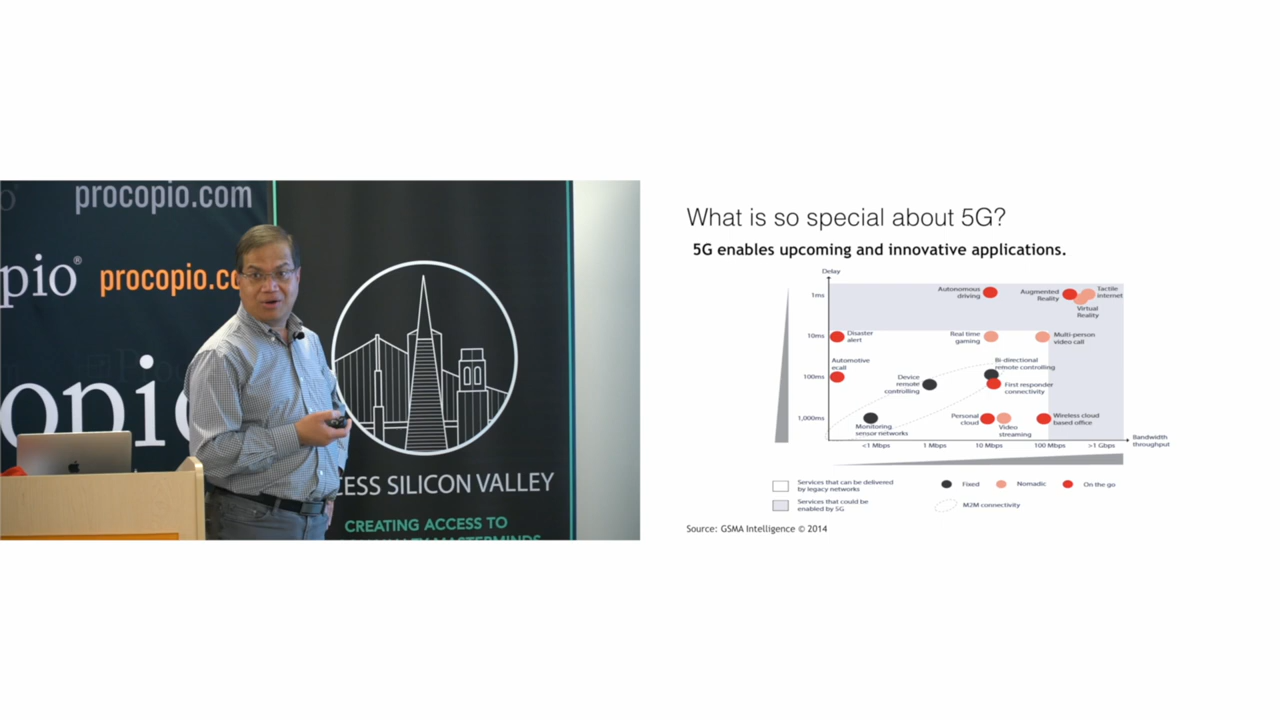 procopio.com
pio®
procopio.co
opio
CESS SILICON VALLEY
CREATING ACCESS TO
What is so special about 5G?
5G enables upcoming and innovative applications.
Delay
1ms
10ms
100ms
1,000ms
Autonomous
driving
Augmented
Reality
Tactile
internet
Virtual
Reality
Disaster
alert
Real time
gaming
Multi-person
video call
Automotive
ecall
Device
remote
controlling
Bi-directional
remote controlling
First responder
connectivity
Monitoring
sensor networks
Personal
cloud
Video
streaming
Wireless cloud
based office
<1 Mbps
1 Mbps
10 Mbps
100 Mbps
>1 Gbps
Bandwidth
throughput
Services that can be delivered
by legacy networks
Services that could be
enabled by 5G
Fixed
Nomadic
On the go
M2M connectivity
Source: GSMA Intelligence © 2014